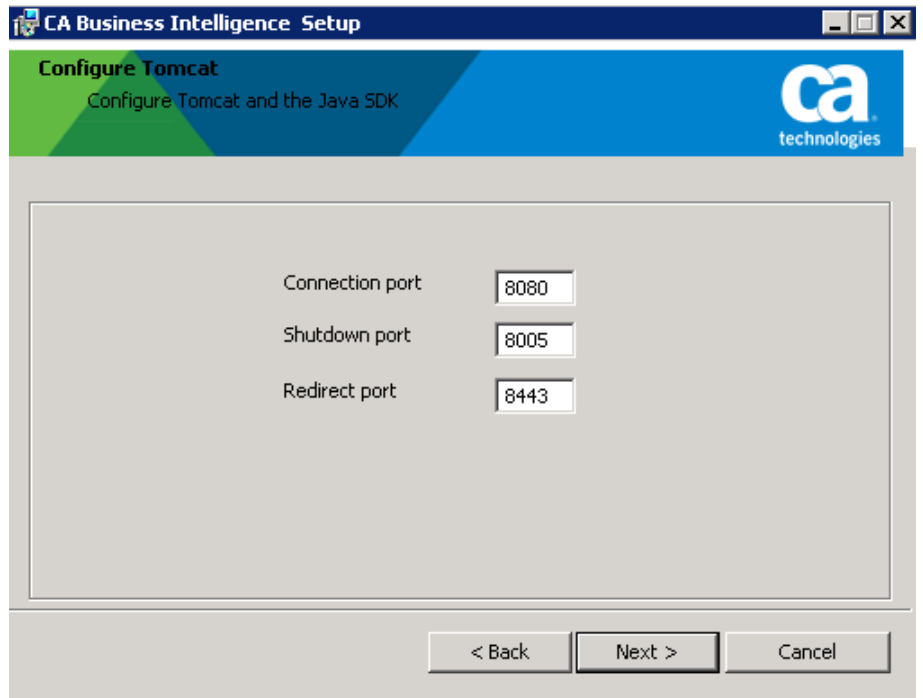 CA Business Intelligence Setup
Configure Tomcat
Configure Tomcat and the Java SDK
ca
technologies
Connection port 8080
Shutdown port 8005
Redirect port 8443
< Back Next > Cancel